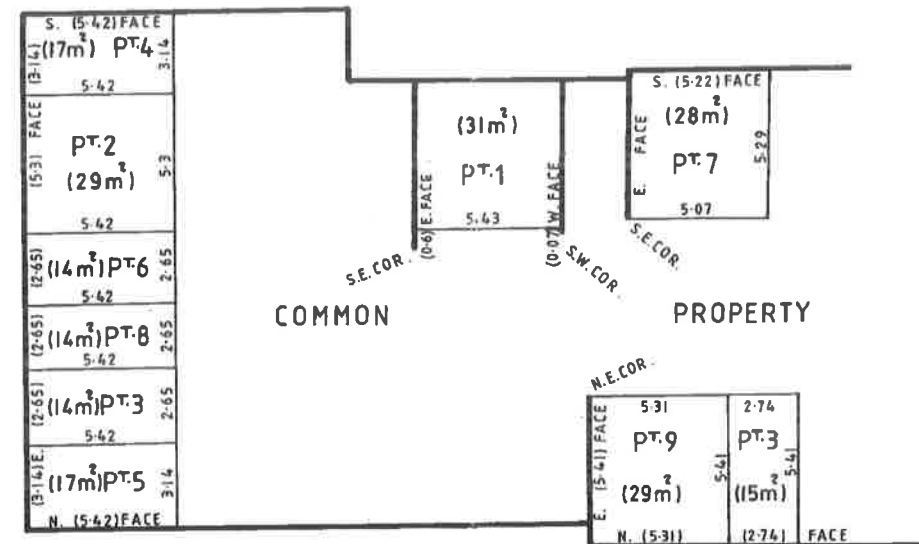 S. (5·42) FACE
(3·14)
(17m²) PT.4
3·14
5·42
(5·31 FACE
PT.2
(29m²)
5·3
5·42
(2·65)
(14m²)PT.6
2·65
5·42
(2·65)
(14m²)PT.8
2·65
5·42
(2·65)
(14m²)PT.3
2·65
5·42
(3·14)E.
(17m²)PT.5
3·14
N. (5·42)FACE
(31m²)
PT.1
5·43
(0·6) E. FACE
(0·07) W. FACE
S.E.COR.
S.W.COR.
S. (5·22) FACE
(28m²)
E. FACE
PT.7
5·29
5·07
S.E.COR.
COMMON
PROPERTY
N.E.COR.
5·31
2·74
E. (5·41) FACE
PT.9
(29m²)
5·41
PT.3
(15m²)
5·41
N. (5·31)
(2·74)
FACE